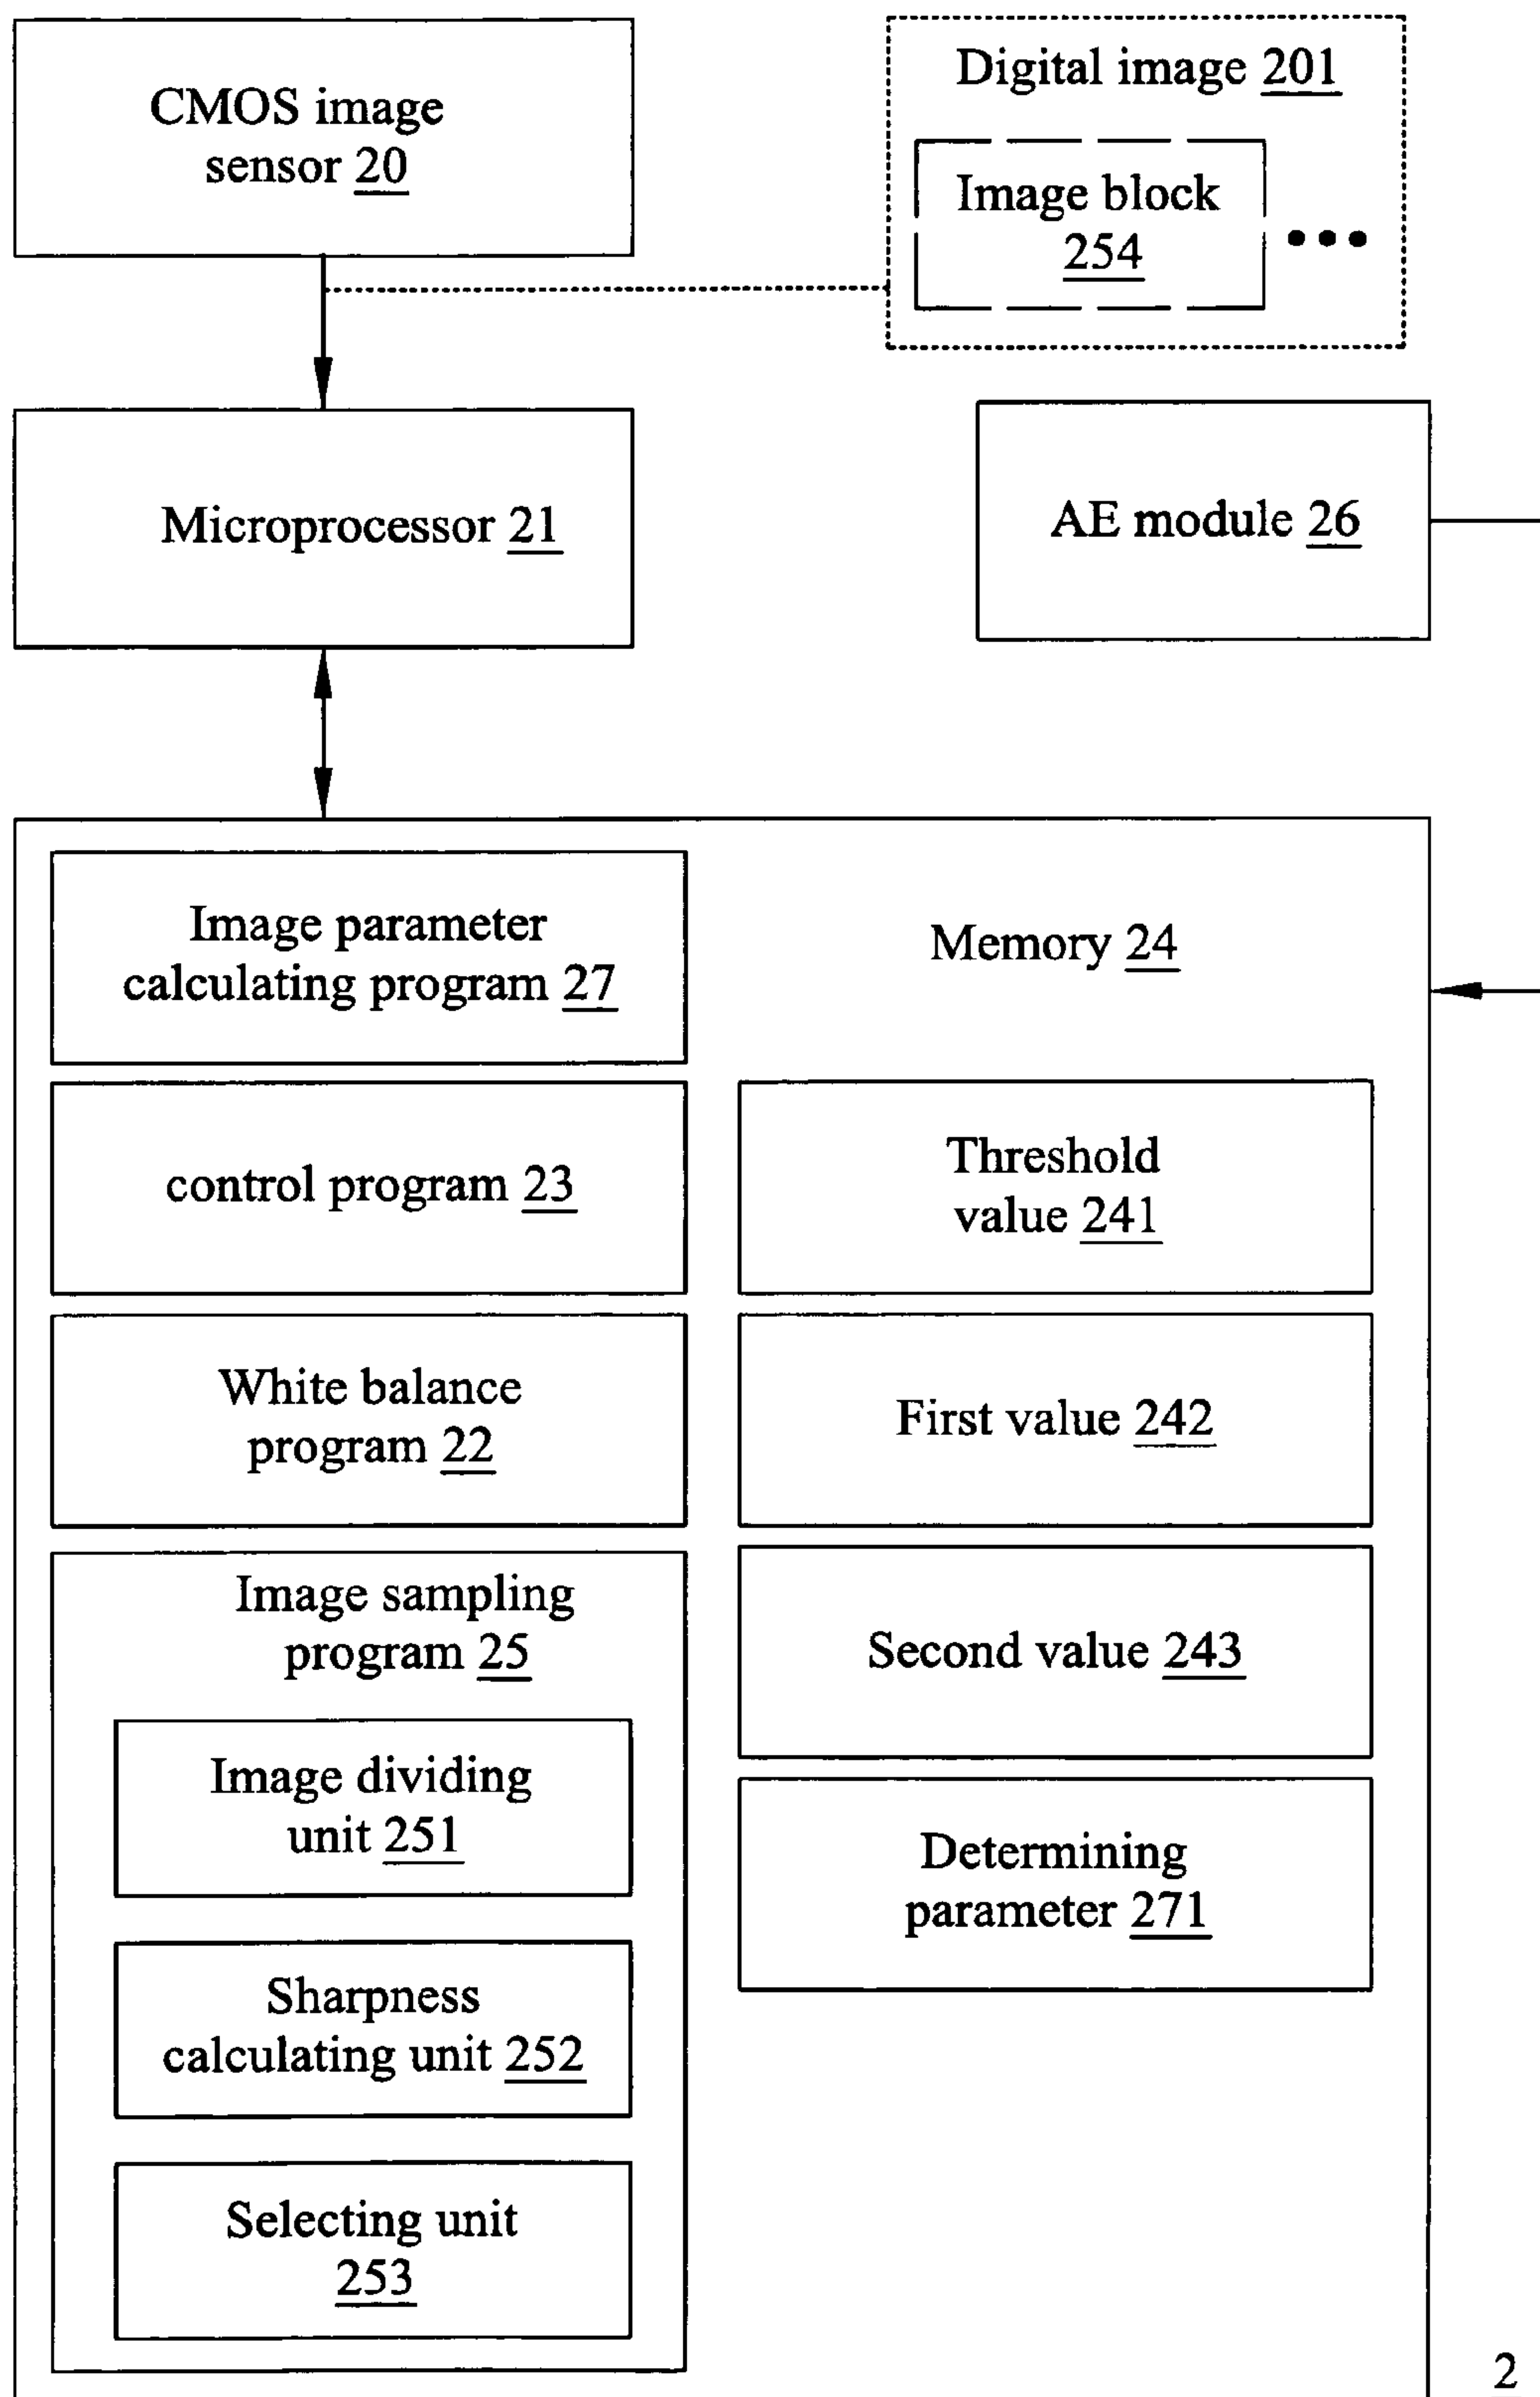 CMOS image
sensor 20
Digital image 201
Image block
254
Microprocessor 21
AE module 26
Image parameter
calculating program 27
Memory 24
control program 23
Threshold
value 241
White balance
program 22
First value 242
Image sampling
program 25
Second value 243
Image dividing
unit 251
Determining
parameter 271
Sharpness
calculating unit 252
Selecting unit
253
2